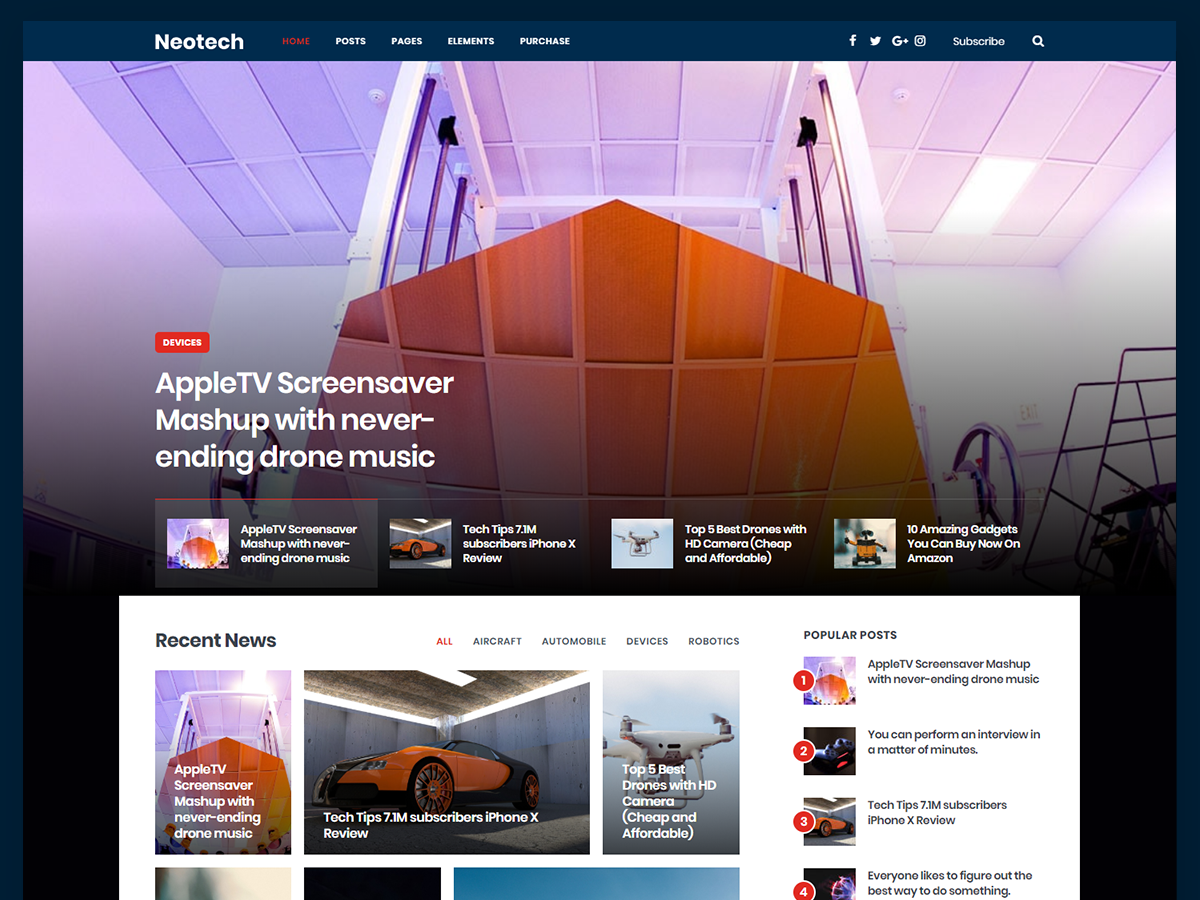 Neotech
HOME POSTS PAGES ELEMENTS PURCHASE
Subscribe
DEVICES
AppleTV Screensaver
Mashup with never-
ending drone music
AppleTV Screensaver
Mashup with never-
ending drone music
Tech Tips 7.1M
subscribers iPhone X
Review
Top 5 Best Drones with
HD Camera (Cheap
and Affordable)
10 Amazing Gadgets
You Can Buy Now On
Amazon
Recent News
ALL AIRCRAFT AUTOMOBILE DEVICES ROBOTICS
AppleTV
Screensaver
Mashup with
never-ending
drone music
Tech Tips 7.1M subscribers iPhone X
Review
Top 5 Best
Drones with HD
Camera
(Cheap and
Affordable)
POPULAR POSTS
1
AppleTV Screensaver Mashup
with never-ending drone music
2
You can perform an interview in
a matter of minutes.
3
Tech Tips 7.1M subscribers
iPhone X Review
4
Everyone likes to figure out the
best way to do something.